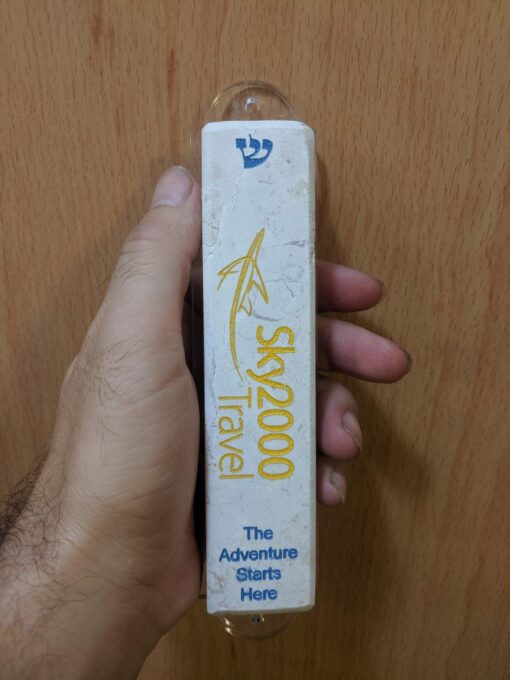 ש
Sky2000
Travel
The
Adventure
Starts
Here